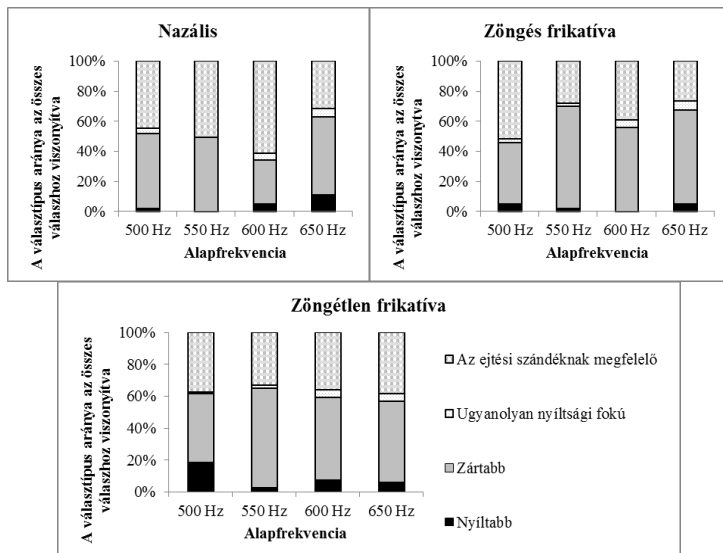 Nazális
A választípus aránya az összes
válaszhoz viszonyítva
100%
80%
60%
40%
20%
0%
500 Hz 550 Hz 600 Hz 650 Hz
Alapfrekvencia
Zöngés frikatíva
A választípus aránya az összes
válaszhoz viszonyítva
100%
80%
60%
40%
20%
0%
500 Hz 550 Hz 600 Hz 650 Hz
Alapfrekvencia
Zöngétlen frikatíva
A választípus aránya az összes
válaszhoz viszonyítva
100%
80%
60%
40%
20%
0%
500 Hz 550 Hz 600 Hz 650 Hz
Alapfrekvencia
Az ejtési szándéknak megfelelő
Ugyanolyan nyíltsági fokú
Zártabb
Nyíltabb